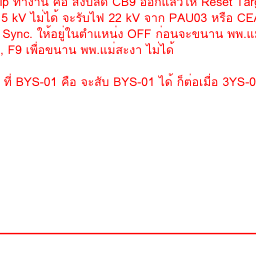 ip ทำงาน คือ สั่งปลด CB9 ออกแล้วให้ Reset Targ
5 kV ไม่ได้ จะรับไฟ 22 kV จาก PAU03 หรือ CEA
Sync. ให้อยู่ในตำแหน่ง OFF ก่อนจะขนาน พพ.แม
, F9 เพื่อขนาน พพ.แม่สะงา ไม่ได้
ที่ BYS-01 คือ จะสับ BYS-01 ได้ ก็ต่อเมื่อ 3YS-0